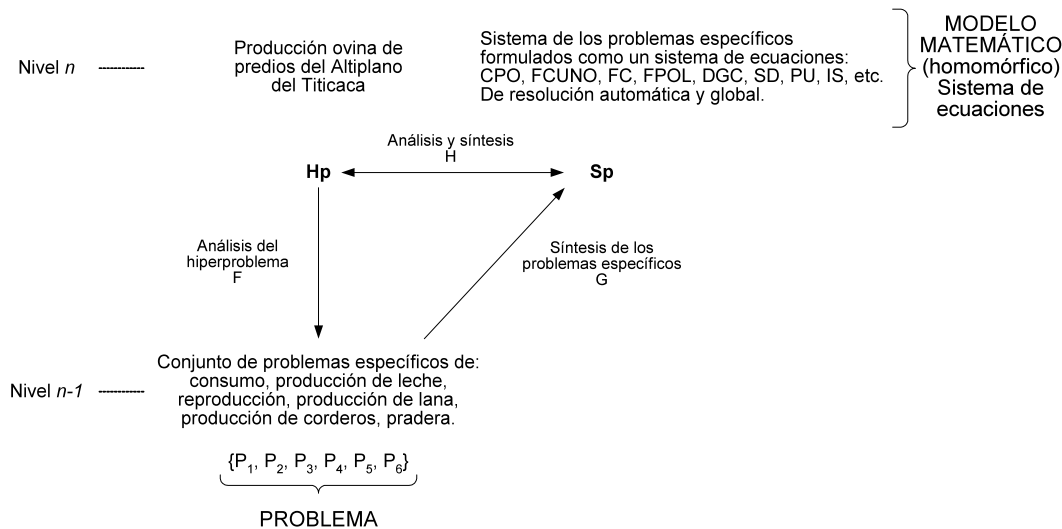 Nivel n ------------
Producción ovina de
predios del Altiplano
del Titicaca
Sistema de los problemas específicos
formulados como un sistema de ecuaciones:
CPO, FCUNO, FC, FPOL, DGC, SD, PU, IS, etc.
De resolución automática y global.
MODELO
MATEMÁTICO
(homomórfico)
Sistema de
ecuaciones
Análisis y síntesis
H
Hp
Sp
Análisis del
hiperproblema
F
Síntesis de los
problemas específicos
G
Nivel n-1 ------------
Conjunto de problemas específicos de:
consumo, producción de leche,
reproducción, producción de lana,
producción de corderos, pradera.
{P1, P2, P3, P4, P5, P6}
PROBLEMA